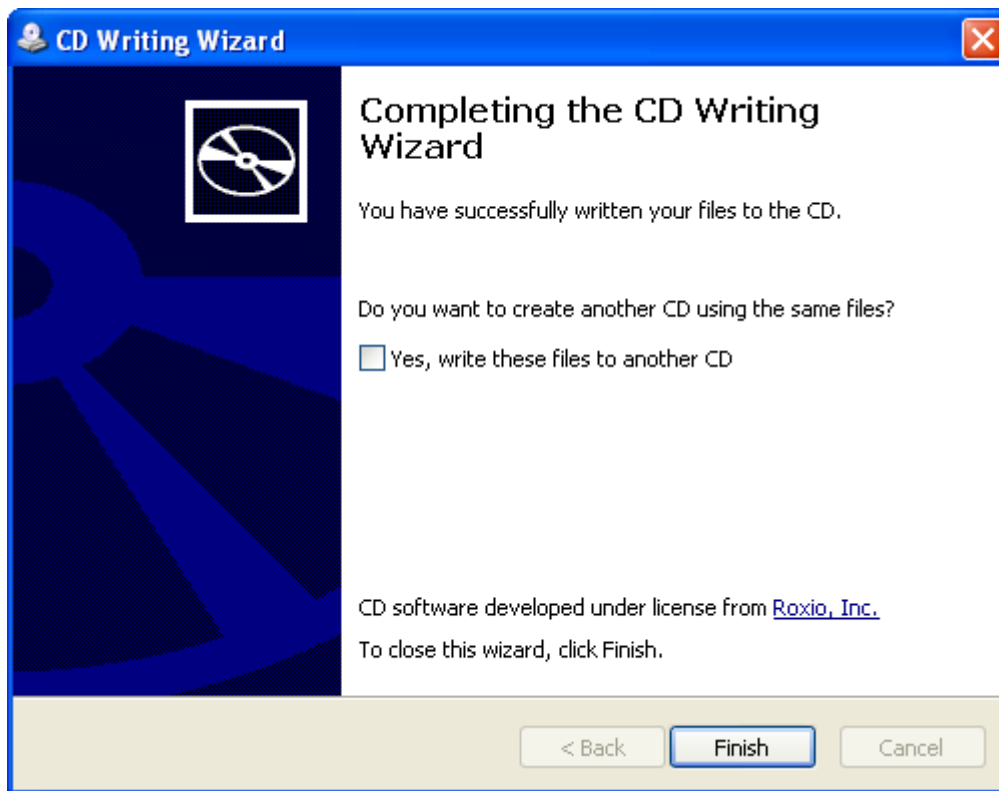 CD Writing Wizard
Completing the CD Writing
Wizard
You have successfully written your files to the CD.
Do you want to create another CD using the same files?
Yes, write these files to another CD
CD software developed under license from Roxio, Inc.
To close this wizard, click Finish.
< Back Finish Cancel